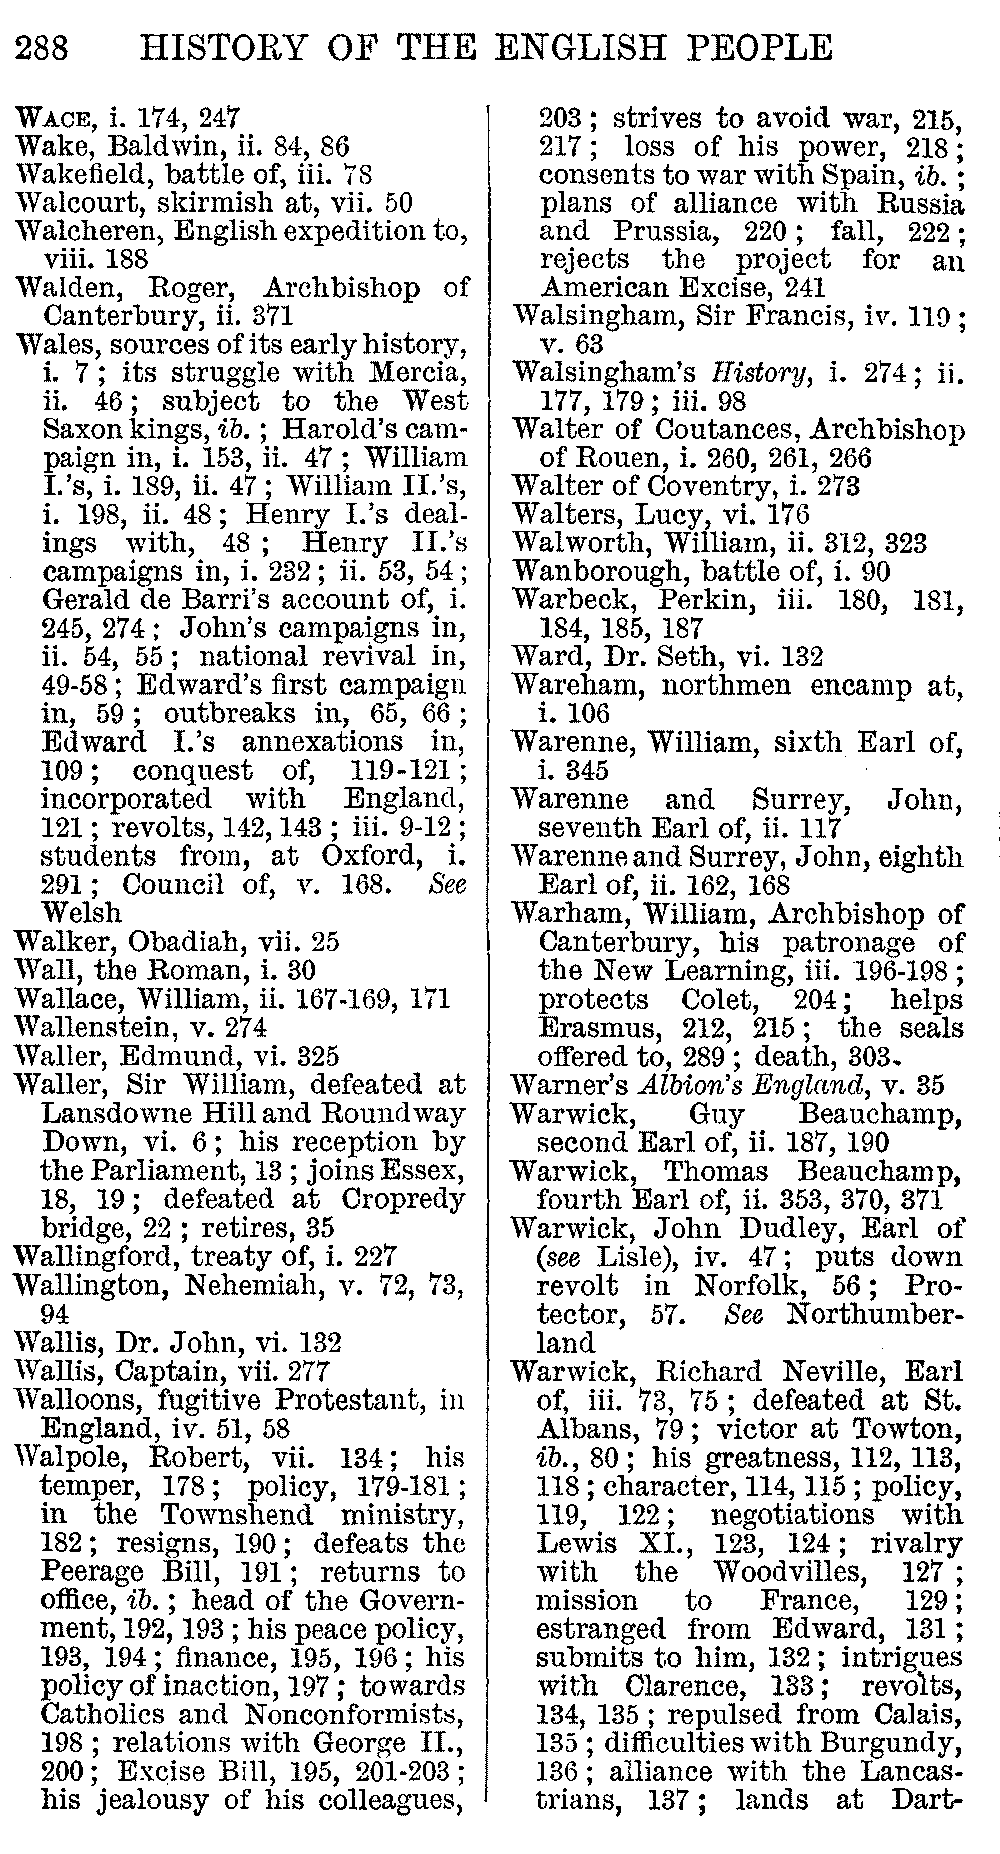 288 HISTORY OF THE ENGLISH PEOPLE
WACE, i. 174, 247
Wake, Baldwin, ii. 84, 86
Wakefield, battle of, iii. 78
Walcourt, skirmish at, vii. 50
Walcheren, English expedition to,
viii. 188
Walden, Roger, Archbishop of
Canterbury, ii. 371
Wales, sources of its early history,
i. 7 ; its struggle with Mercia,
ii. 46 ; subject to the West
Saxon kings, ib. ; Harold's cam-
paign in, i. 153, ii. 47 ; William
I.'s, i. 189, ii. 47 ; William II.'s,
i. 198, ii. 48 ; Henry I.'s deal-
ings with, 48 ; Henry II.'s
campaigns in, i. 232 ; ii. 53, 54 ;
Gerald de Barri's account of, i.
245, 274 ; John's campaigns in,
ii. 54, 55 ; national revival in,
49-58 ; Edward's first campaign
in, 59 ; outbreaks in, 65, 66 ;
Edward I.'s annexations in,
109 ; conquest of, 119-121 ;
incorporated with England,
121 ; revolts, 142, 143 ; iii. 9-12 ;
students from, at Oxford, i.
291 ; Council of, v. 168. See
Welsh
Walker, Obadiah, vii. 25
Wall, the Roman, i. 30
Wallace, William, ii. 167-169, 171
Wallenstein, v. 274
Waller, Edmund, vi. 325
Waller, Sir William, defeated at
Lansdowne Hill and Roundway
Down, vi. 6 ; his reception by
the Parliament, 13 ; joins Essex,
18, 19 ; defeated at Cropredy
bridge, 22 ; retires, 35
Wallingford, treaty of, i. 227
Wallington, Nehemiah, v. 72, 73,
94
Wallis, Dr. John, vi. 132
Wallis, Captain, vii. 277
Walloons, fugitive Protestant, in
England, iv. 51, 58
Walpole, Robert, vii. 134 ; his
temper, 178 ; policy, 179-181 ;
in the Townshend ministry,
182 ; resigns, 190 ; defeats the
Peerage Bill, 191 ; returns to
office, ib. ; head of the Govern-
ment, 192, 193 ; his peace policy,
193, 194 ; finance, 195, 196 ; his
policy of inaction, 197 ; towards
Catholics and Nonconformists,
198 ; relations with George II.,
200 ; Excise Bill, 195, 201-203 ;
his jealousy of his colleagues,
203 ; strives to avoid war, 215,
217 ; loss of his power, 218 ;
consents to war with Spain, ib. ;
plans of alliance with Russia
and Prussia, 220 ; fall, 222 ;
rejects the project for an
American Excise, 241
Walsingham, Sir Francis, iv. 119 ;
v. 63
Walsingham's History, i. 274 ; ii.
177, 179 ; iii. 98
Walter of Coutances, Archbishop
of Rouen, i. 260, 261, 266
Walter of Coventry, i. 273
Walters, Lucy, vi. 176
Walworth, William, ii. 312, 323
Wanborough, battle of, i. 90
Warbeck, Perkin, iii. 180, 181,
184, 185, 187
Ward, Dr. Seth, vi. 132
Wareham, northmen encamp at,
i. 106
Warenne, William, sixth Earl of,
i. 345
Warenne and Surrey, John,
seventh Earl of, ii. 117
Warenne and Surrey, John, eighth
Earl of, ii. 162, 168
Warham, William, Archbishop of
Canterbury, his patronage of
the New Learning, iii. 196-198 ;
protects Colet, 204 ; helps
Erasmus, 212, 215 ; the seals
offered to, 289 ; death, 303.
Warner's Albion's England, v. 35
Warwick, Guy Beauchamp,
second Earl of, ii. 187, 190
Warwick, Thomas Beauchamp,
fourth Earl of, ii. 353, 370, 371
Warwick, John Dudley, Earl of
(see Lisle), iv. 47 ; puts down
revolt in Norfolk, 56 ; Pro-
tector, 57. See Northumber-
land
Warwick, Richard Neville, Earl
of, iii. 73, 75 ; defeated at St.
Albans, 79 ; victor at Towton,
ib., 80 ; his greatness, 112, 113,
118 ; character, 114, 115 ; policy,
119, 122 ; negotiations with
Lewis XI., 123, 124 ; rivalry
with the Woodvilles, 127 ;
mission to France, 129 ;
estranged from Edward, 131 ;
submits to him, 132 ; intrigues
with Clarence, 133 ; revolts,
134, 135 ; repulsed from Calais,
135 ; difficulties with Burgundy,
136 ; alliance with the Lancas-
trians, 137 ; lands at Dart-